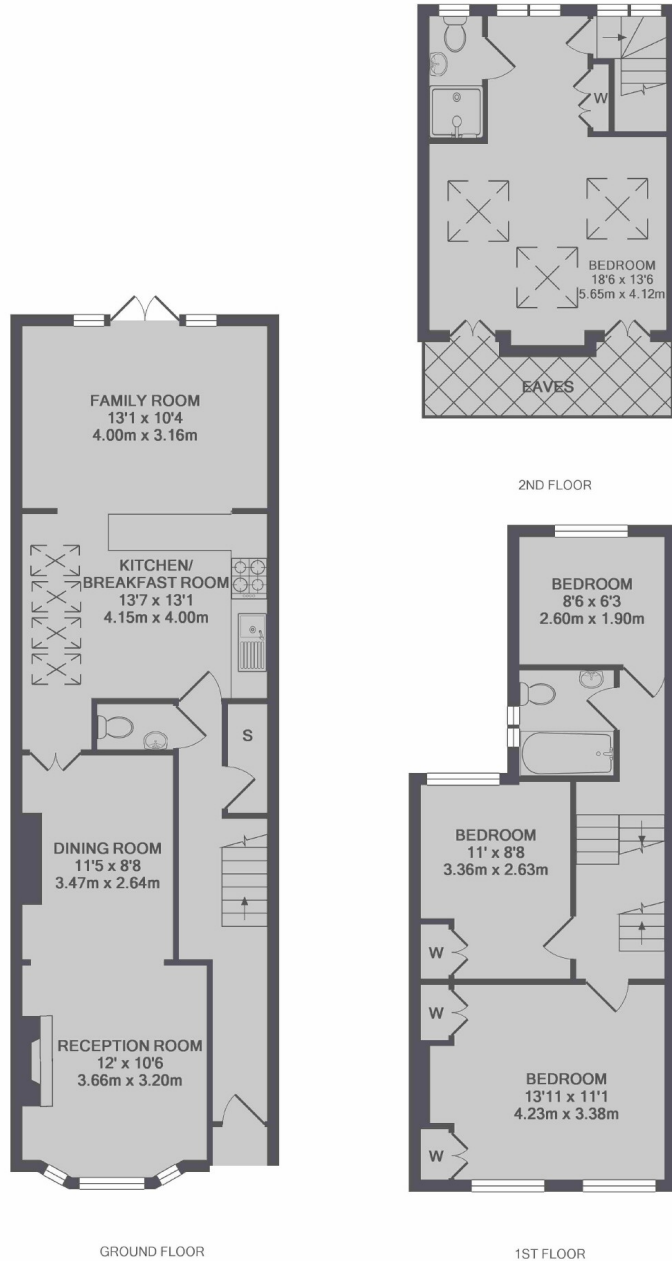 W
BEDROOM
18'6 x 13'6
5.65m x 4.12m
EAVES
2ND FLOOR
FAMILY ROOM
13'1 x 10'4
4.00m x 3.16m
KITCHEN/
BREAKFAST ROOM
13'7 x 13'1
4.15m x 4.00m
S
DINING ROOM
11'5 x 8'8
3.47m x 2.64m
RECEPTION ROOM
12' x 10'6
3.66m x 3.20m
GROUND FLOOR
BEDROOM
8'6 x 6'3
2.60m x 1.90m
BEDROOM
11' x 8'8
3.36m x 2.63m
W
W
BEDROOM
13'11 x 11'1
4.23m x 3.38m
W
1ST FLOOR